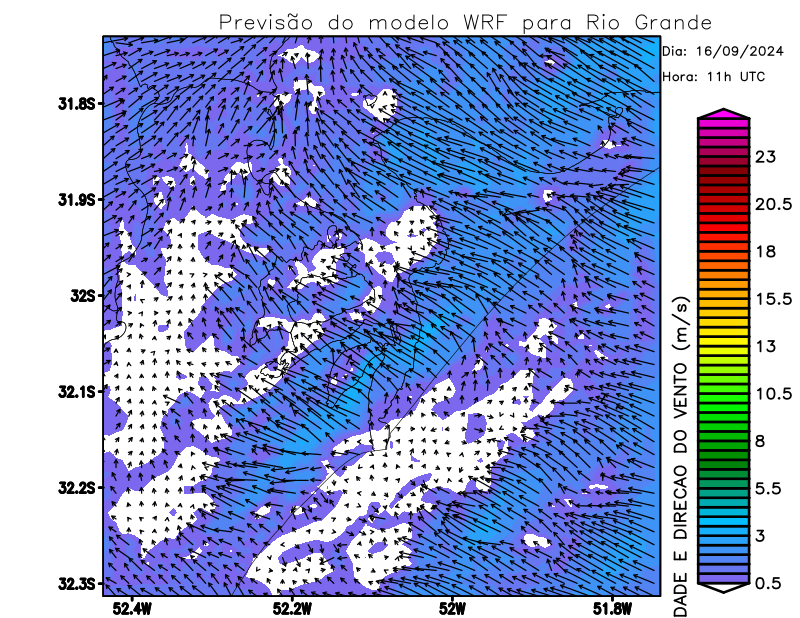 Previsão do modelo WRF para Rio Grande
Dia: 16/09/2024
Hora: 11h UTC
31.8S
31.9S
32S
32.1S
32.2S
32.3S
52.4W
52.2W
52W
51.8W
23
20.5
18
15.5
13
10.5
8
5.5
3
0.5
DADE E DIRECAO DO VENTO (m/s)